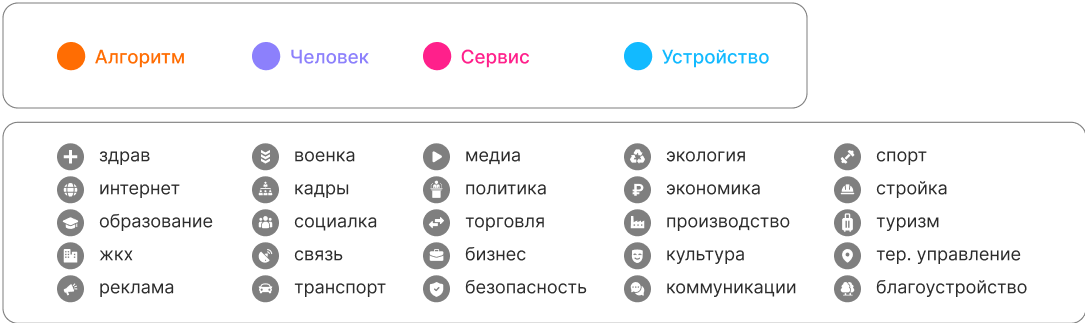 Алгоритм Человек Сервис Устройство
здрав военка медиа экология спорт
интернет кадры политика экономика стройка
образование социалка торговля производство туризм
жкх связь бизнес культура тер. управление
реклама транспорт безопасность коммуникации благоустройство